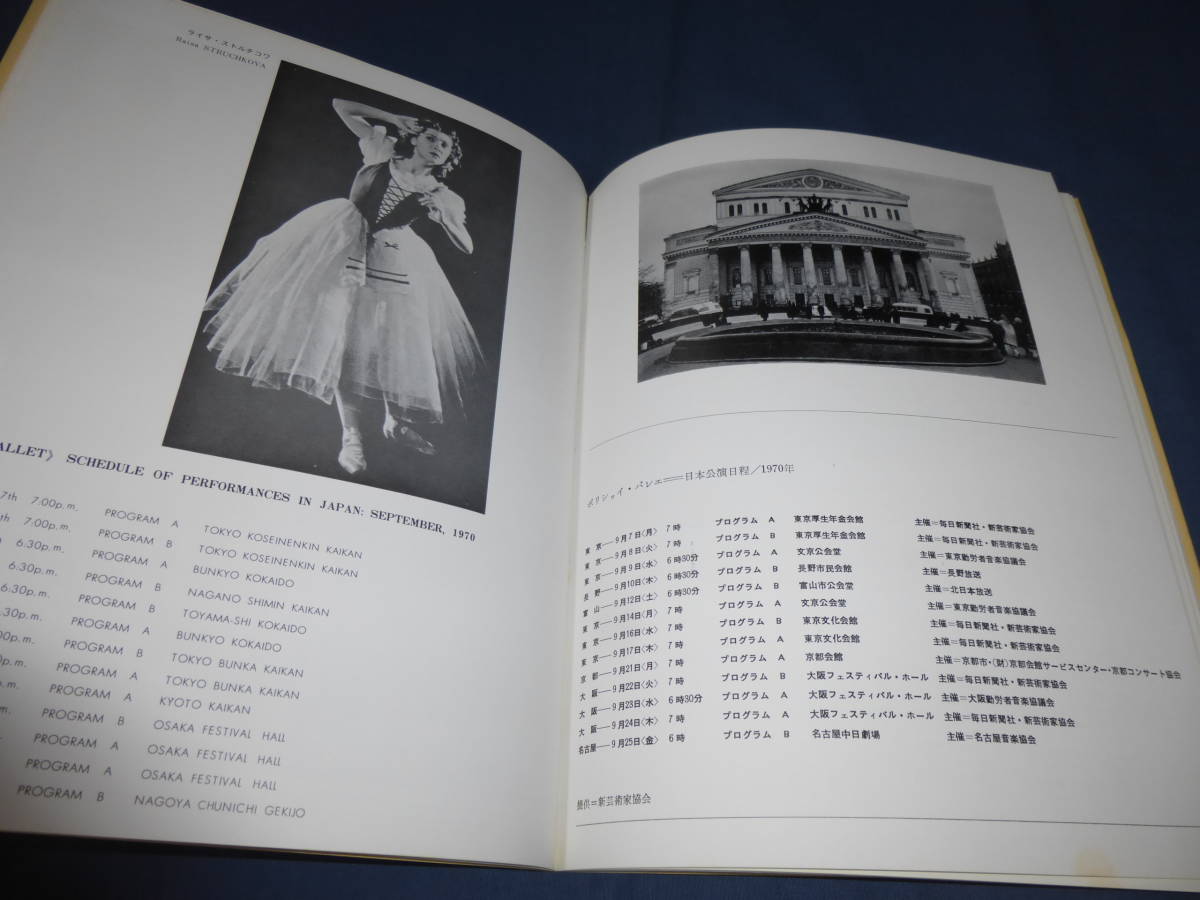 ライサ・ストルチコワ
Raisa STRUCHKOVA
ALLET》 SCHEDULE OF PERFORMANCES IN JAPAN: SEPTEMBER, 1970
7th 7.00p.m. PROGRAM A TOKYO KOSEINENKIN KAIKAN
th 7.00p.m. PROGRAM B TOKYO KOSEINENKIN KAIKAN
6.30p.m. PROGRAM A BUNKYO KOKAIDO
6.30p.m. PROGRAM B NAGANO SHIMIN KAIKAN
6.30p.m. PROGRAM B TOYAMA-SHI KOKAIDO
PROGRAM A BUNKYO KOKAIDO
PROGRAM B TOKYO BUNKA KAIKAN
PROGRAM A TOKYO BUNKA KAIKAN
PROGRAM A KYOTO KAIKAN
PROGRAM B OSAKA FESTIVAL HALL
PROGRAM A OSAKA FESTIVAL HALL
PROGRAM A OSAKA FESTIVAL HALL
PROGRAM B NAGOYA CHUNICHI GEKIJO
ボリショイ・バレエ＝日本公演日程/1970年
東 京―9月7日〈月〉 7時 プログラム A 東京厚生年金会館 主催＝毎日新聞社・新芸術家協会
東 京―9月8日〈火〉 7時 プログラム B 東京厚生年金会館 主催＝毎日新聞社・新芸術家協会
東 京―9月9日〈水〉 6時30分 プログラム A 文京公会堂 主催＝東京勤労者音楽協議会
長 野―9月10日〈木〉 6時30分 プログラム B 長野市民会館 主催＝長野放送
富 山―9月12日〈土〉 6時30分 プログラム B 富山市公会堂 主催＝北日本放送
東 京―9月14日〈月〉 7時 プログラム A 文京公会堂 主催＝東京勤労者音楽協議会
東 京―9月16日〈水〉 7時 プログラム B 東京文化会館 主催＝毎日新聞社・新芸術家協会
東 京―9月17日〈木〉 7時 プログラム A 東京文化会館 主催＝毎日新聞社・新芸術家協会
京 都―9月21日〈月〉 7時 プログラム A 京都会館 主催＝京都市・(財)京都会館サービスセンター・京都コンサート協会
大 阪―9月22日〈火〉 7時 プログラム B 大阪フェスティバル・ホール 主催＝毎日新聞社・新芸術家協会
大 阪―9月23日〈水〉 6時30分 プログラム A 大阪フェスティバル・ホール 主催＝大阪勤労者音楽協議会
大 阪―9月24日〈木〉 7時 プログラム A 大阪フェスティバル・ホール 主催＝毎日新聞社・新芸術家協会
名古屋―9月25日〈金〉 6時 プログラム B 名古屋中日劇場 主催＝名古屋音楽協会
提供＝新芸術家協会